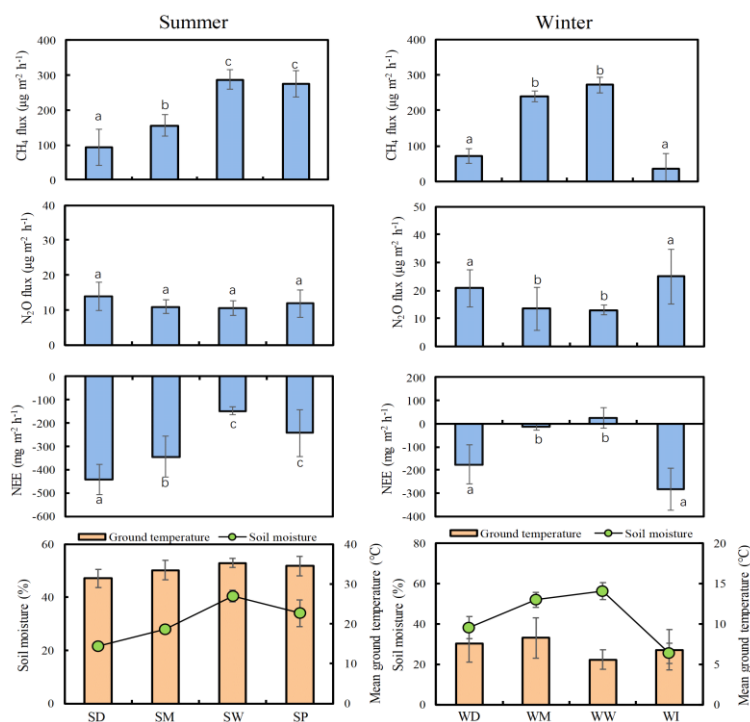 Summer
Winter
CH₄ flux (μg m⁻² h⁻¹)
400
300
200
100
0
a
b
c
c
CH₄ flux (μg m⁻² h⁻¹)
400
300
200
100
0
a
b
b
a
N₂O flux (μg m⁻² h⁻¹)
40
30
20
10
0
a
a
a
a
N₂O flux (μg m⁻² h⁻¹)
50
40
30
20
10
0
a
b
b
a
NEE (mg m⁻² h⁻¹)
0
-100
-200
-300
-400
-500
-600
a
b
c
c
NEE (mg m⁻² h⁻¹)
200
100
0
-100
-200
-300
-400
a
b
b
a
Ground temperature
Soil moisture
Soil moisture (%)
60
40
20
0
Mean ground temperature (℃)
40
30
20
10
0
SD SM SW SP
Ground temperature
Soil moisture
Soil moisture (%)
80
60
40
20
0
Mean ground temperature (℃)
20
15
10
5
0
WD WM WW WI